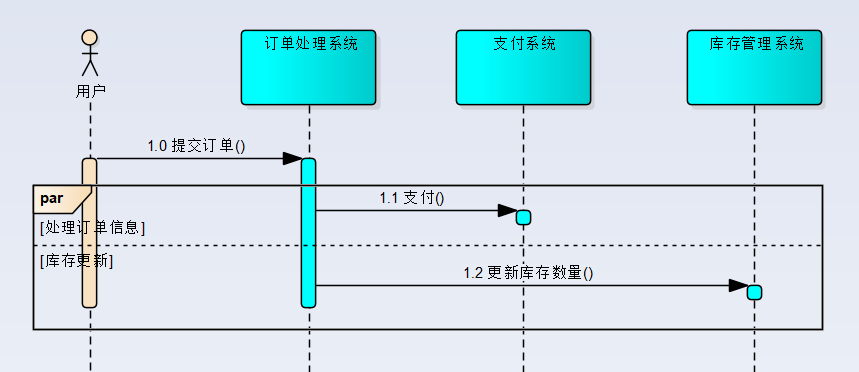 订单处理系统
支付系统
库存管理系统
用户
1.0 提交订单()
par
1.1 支付()
[处理订单信息]
[库存更新]
1.2 更新库存数量()